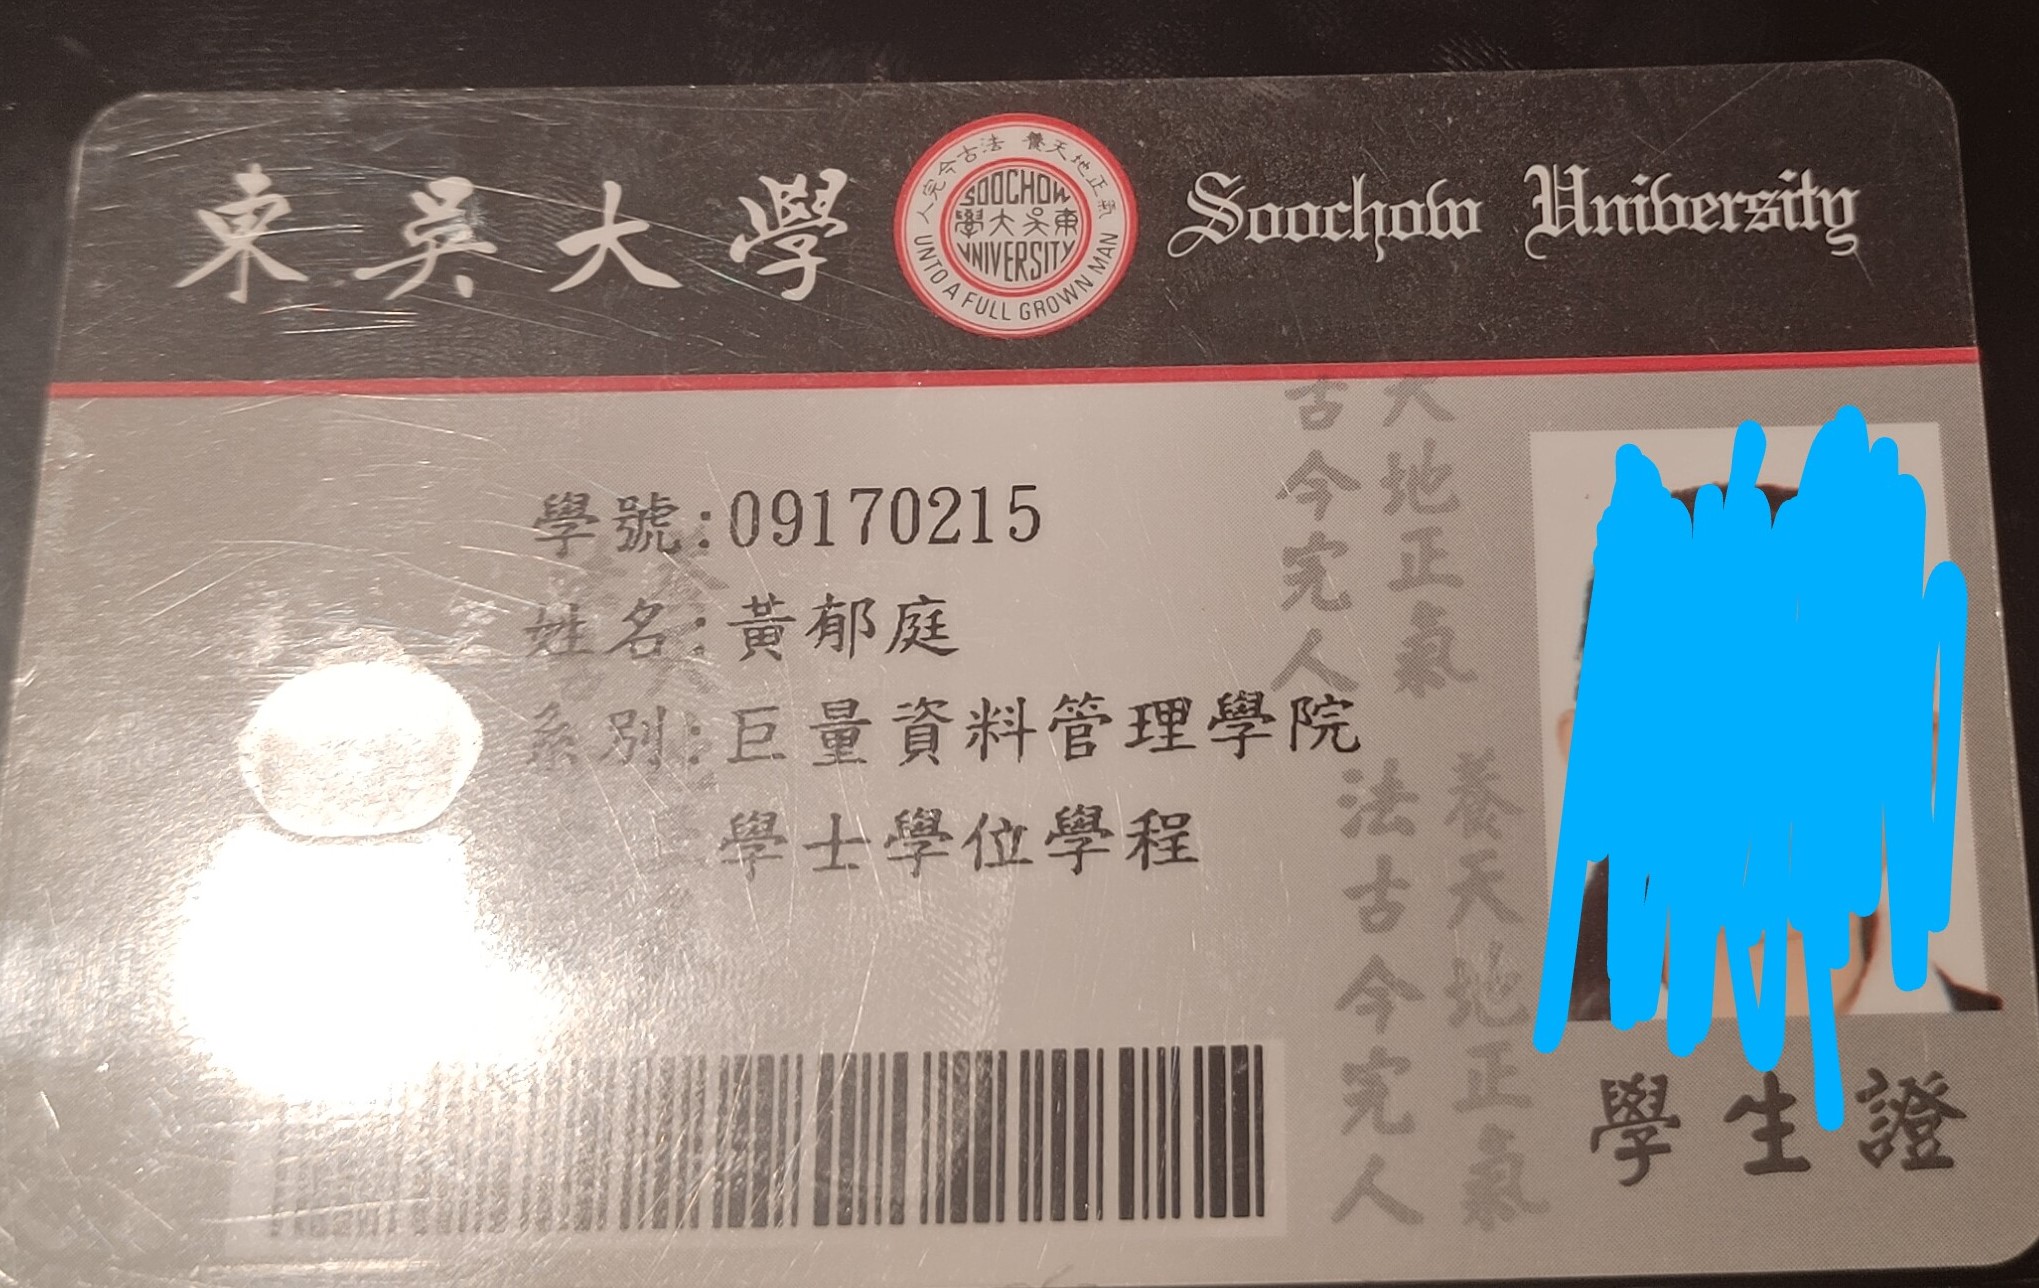 東吳大學
養天地正氣 法古今完人
SOOCHOW
學大吳東
UNIVERSITY
UNTO A FULL GROWN MAN
Soochow University
學號:09170215
姓名:黃郁庭
系別:巨量資料管理學院
學士學位學程
天地正氣
古今完人
養天地正氣
法古今完人
學生證